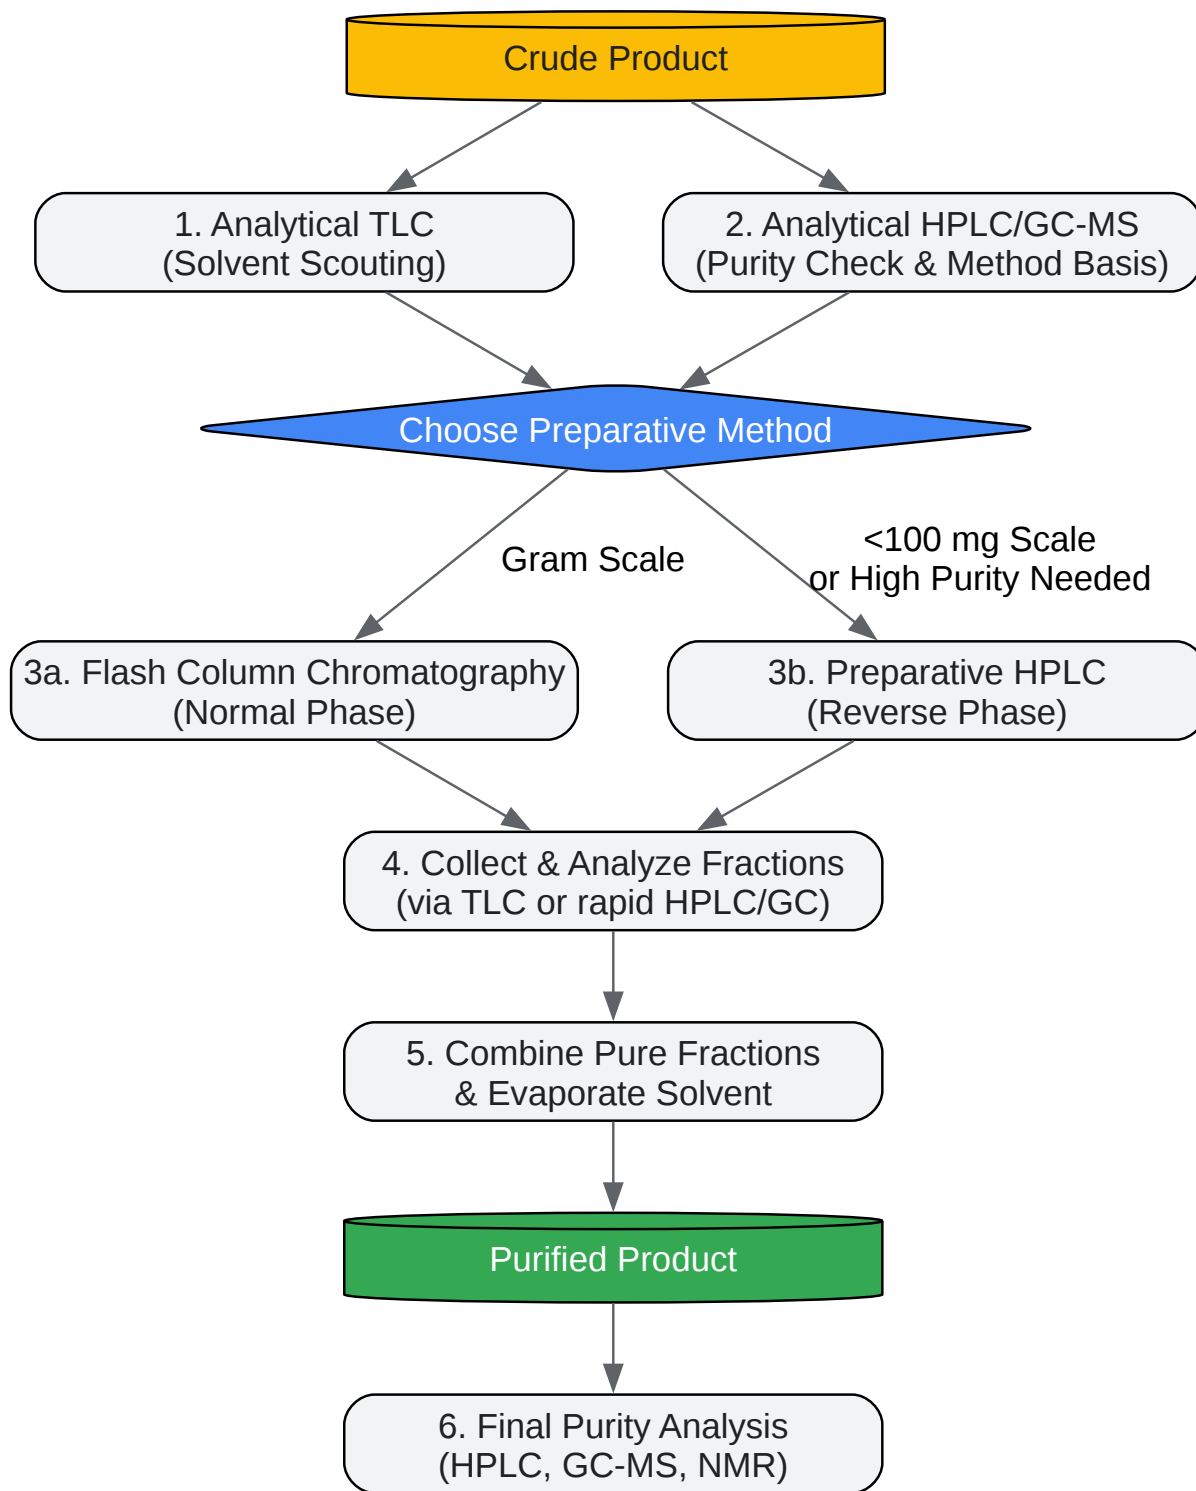 Crude Product
1. Analytical TLC
(Solvent Scouting)
2. Analytical HPLC/GC-MS
(Purity Check & Method Basis)
Choose Preparative Method
Gram Scale
<100 mg Scale
or High Purity Needed
3a. Flash Column Chromatography
(Normal Phase)
3b. Preparative HPLC
(Reverse Phase)
4. Collect & Analyze Fractions
(via TLC or rapid HPLC/GC)
5. Combine Pure Fractions
& Evaporate Solvent
Purified Product
6. Final Purity Analysis
(HPLC, GC-MS, NMR)